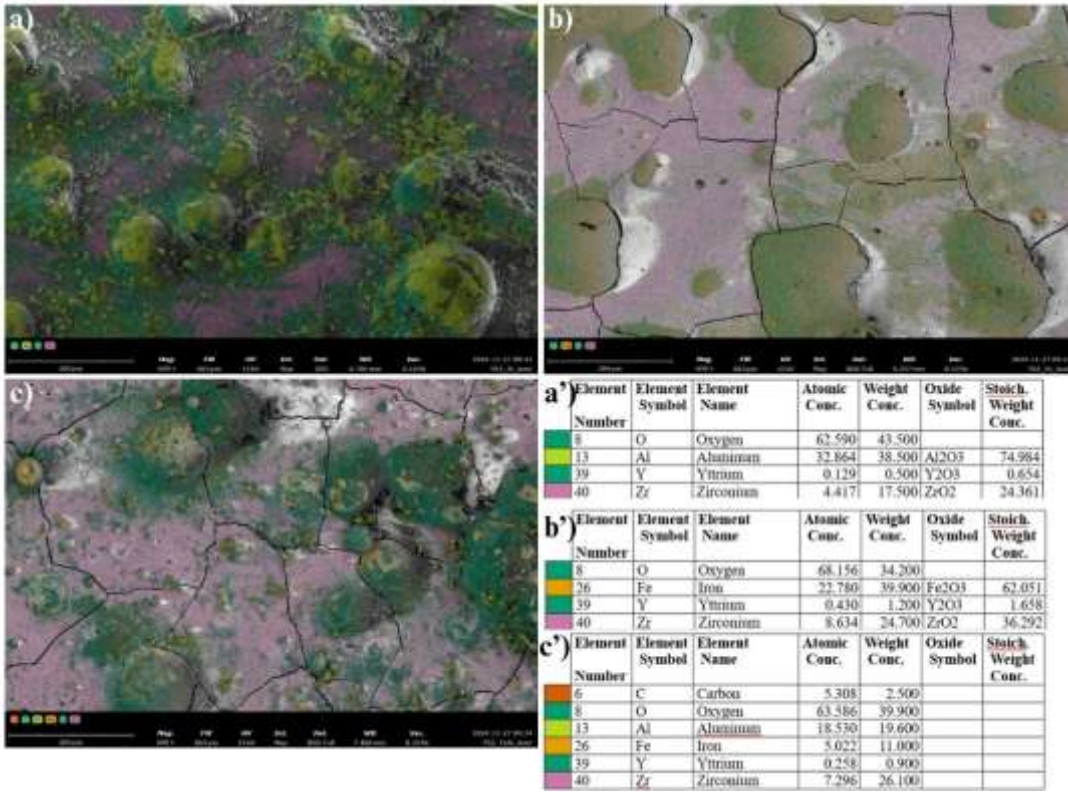 a)
b)
c)
a')
Element Number Element Symbol Element Name Atomic Conc. Weight Conc. Oxide Symbol Stoich. Weight Conc.
8 O Oxygen 62.590 43.500
13 Al Aluminum 32.864 38.500 Al2O3 74.984
39 Y Yttrium 0.129 0.500 Y2O3 0.654
40 Zr Zirconium 4.417 17.500 ZrO2 24.361
b')
Element Number Element Symbol Element Name Atomic Conc. Weight Conc. Oxide Symbol Stoich. Weight Conc.
8 O Oxygen 68.156 34.200
26 Fe Iron 22.780 39.900 Fe2O3 62.051
39 Y Yttrium 0.430 1.200 Y2O3 1.658
40 Zr Zirconium 8.634 24.700 ZrO2 36.292
c')
Element Number Element Symbol Element Name Atomic Conc. Weight Conc. Oxide Symbol Stoich. Weight Conc.
6 C Carbon 5.308 2.500
8 O Oxygen 63.586 39.900
13 Al Aluminum 18.530 19.600
26 Fe Iron 5.022 11.000
39 Y Yttrium 0.258 0.900
40 Zr Zirconium 7.296 26.100